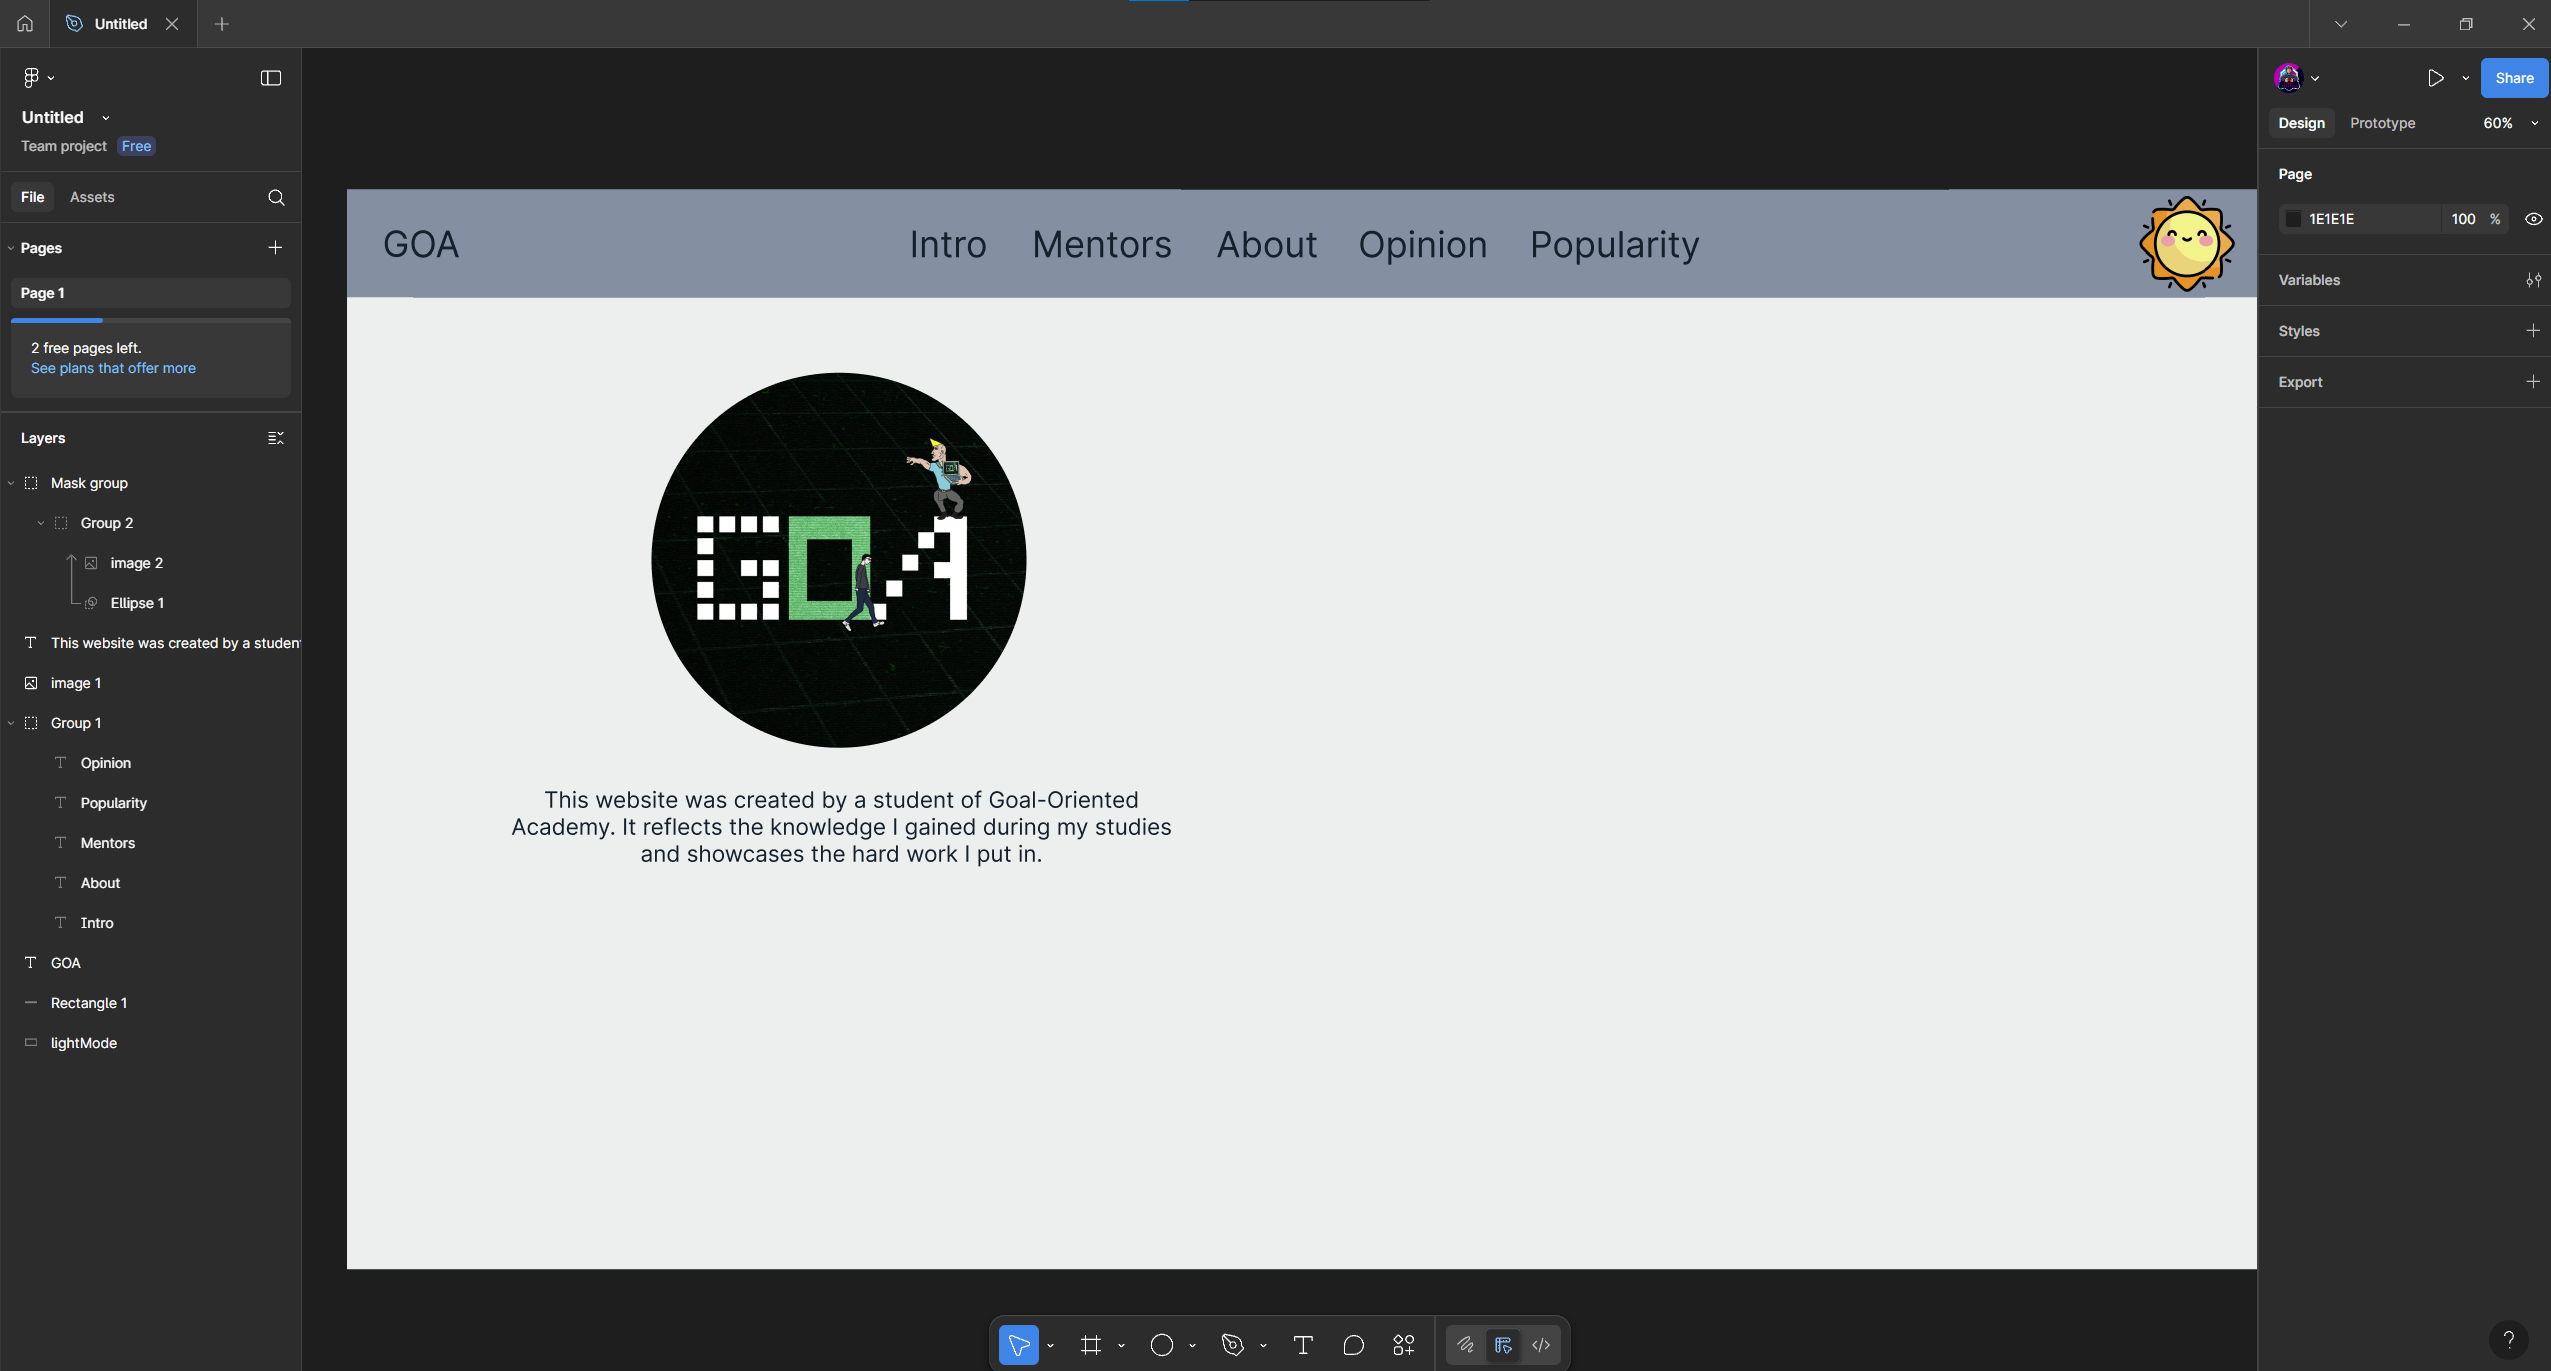 Untitled
Untitled
Team project Free
File Assets
Pages
Page 1
2 free pages left.
See plans that offer more
Layers
Mask group
Group 2
image 2
Ellipse 1
This website was created by a studen
image 1
Group 1
Opinion
Popularity
Mentors
About
Intro
GOA
Rectangle 1
lightMode
GOA Intro Mentors About Opinion Popularity
GOA
This website was created by a student of Goal-Oriented
Academy. It reflects the knowledge I gained during my studies
and showcases the hard work I put in.
Share
Design Prototype 60%
Page
1E1E1E 100 %
Variables
Styles
Export
?